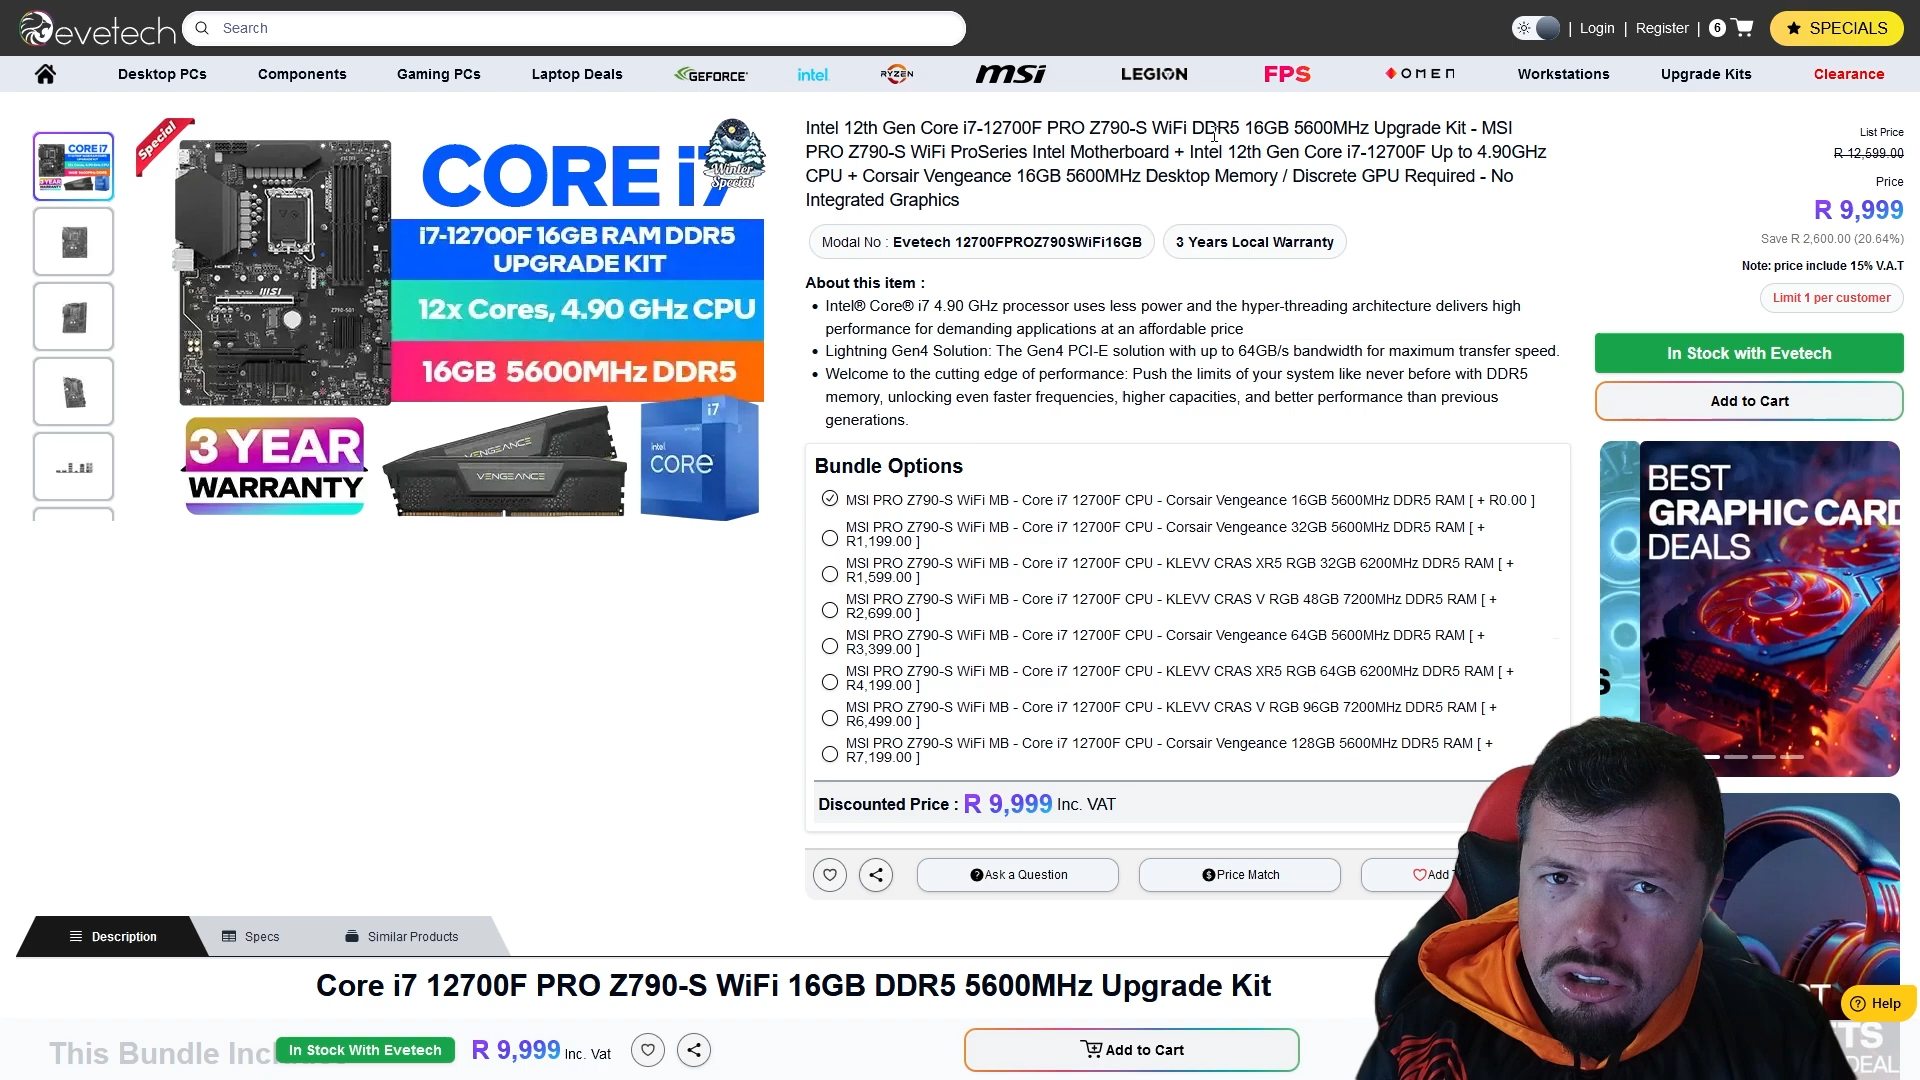 evetech
Search
Login
Register
6
SPECIALS
Desktop PCs
Components
Gaming PCs
Laptop Deals
GEFORCE
intel
RYZEN
msi
LEGION
FPS
OMEN
Workstations
Upgrade Kits
Clearance
Special
CORE i7
Winter
Special
i7-12700F 16GB RAM DDR5
UPGRADE KIT
12x Cores, 4.90 GHz CPU
16GB 5600MHz DDR5
3 YEAR
WARRANTY
VENGEANCE
VENGEANCE
intel
CORE
i7
Intel 12th Gen Core i7-12700F PRO Z790-S WiFi DDR5 16GB 5600MHz Upgrade Kit - MSI
PRO Z790-S WiFi ProSeries Intel Motherboard + Intel 12th Gen Core i7-12700F Up to 4.90GHz
CPU + Corsair Vengeance 16GB 5600MHz Desktop Memory / Discrete GPU Required - No
Integrated Graphics
Modal No : Evetech 12700FPROZ790SWiFi16GB
3 Years Local Warranty
About this item :
Intel® Core® i7 4.90 GHz processor uses less power and the hyper-threading architecture delivers high
performance for demanding applications at an affordable price
Lightning Gen4 Solution: The Gen4 PCI-E solution with up to 64GB/s bandwidth for maximum transfer speed.
Welcome to the cutting edge of performance: Push the limits of your system like never before with DDR5
memory, unlocking even faster frequencies, higher capacities, and better performance than previous
generations.
Bundle Options
MSI PRO Z790-S WiFi MB - Core i7 12700F CPU - Corsair Vengeance 16GB 5600MHz DDR5 RAM [ + R0.00 ]
MSI PRO Z790-S WiFi MB - Core i7 12700F CPU - Corsair Vengeance 32GB 5600MHz DDR5 RAM [ +
R1,199.00 ]
MSI PRO Z790-S WiFi MB - Core i7 12700F CPU - KLEVV CRAS XR5 RGB 32GB 6200MHz DDR5 RAM [ +
R1,599.00 ]
MSI PRO Z790-S WiFi MB - Core i7 12700F CPU - KLEVV CRAS V RGB 48GB 7200MHz DDR5 RAM [ +
R2,699.00 ]
MSI PRO Z790-S WiFi MB - Core i7 12700F CPU - Corsair Vengeance 64GB 5600MHz DDR5 RAM [ +
R3,399.00 ]
MSI PRO Z790-S WiFi MB - Core i7 12700F CPU - KLEVV CRAS XR5 RGB 64GB 6200MHz DDR5 RAM [ +
R4,199.00 ]
MSI PRO Z790-S WiFi MB - Core i7 12700F CPU - KLEVV CRAS V RGB 96GB 7200MHz DDR5 RAM [ +
R6,499.00 ]
MSI PRO Z790-S WiFi MB - Core i7 12700F CPU - Corsair Vengeance 128GB 5600MHz DDR5 RAM [ +
R7,199.00 ]
Discounted Price : R 9,999 Inc. VAT
Ask a Question
Price Match
Add
List Price
R 12,599.00
Price
R 9,999
Save R 2,600.00 (20.64%)
Note: price include 15% V.A.T
Limit 1 per customer
In Stock with Evetech
Add to Cart
BEST
GRAPHIC CARD
DEALS
Description
Specs
Similar Products
Core i7 12700F PRO Z790-S WiFi 16GB DDR5 5600MHz Upgrade Kit
This Bundle Inc
In Stock With Evetech
R 9,999 Inc. Vat
Add to Cart
Help
DEAL